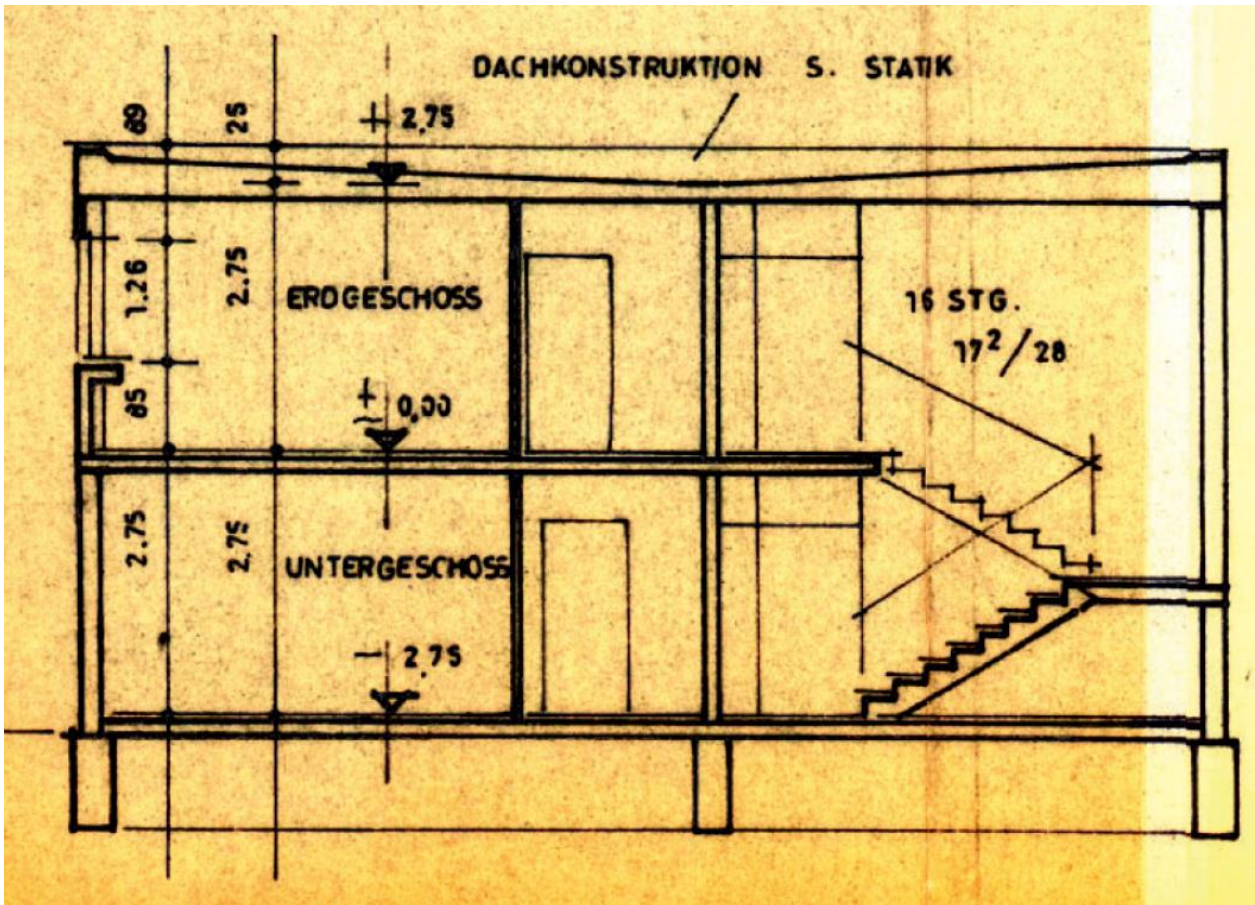 DACHKONSTRUKTION S. STATIK
89
25
+ 2,75
1.26
2.75
ERDGESCHOSS
16 STG.
17²/28
85
± 0,00
2.75
2.75
UNTERGESCHOSS
- 2.75